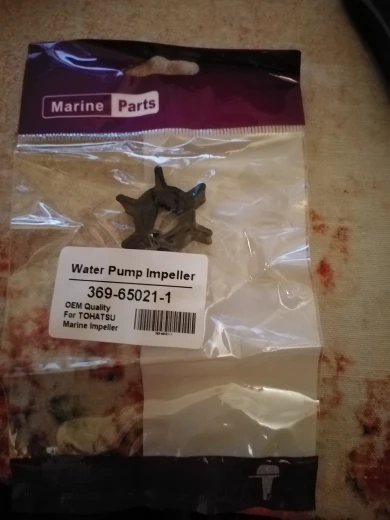 Marine Parts
Water Pump Impeller
369-65021-1
OEM Quality
For TOHATSU
Marine Impeller